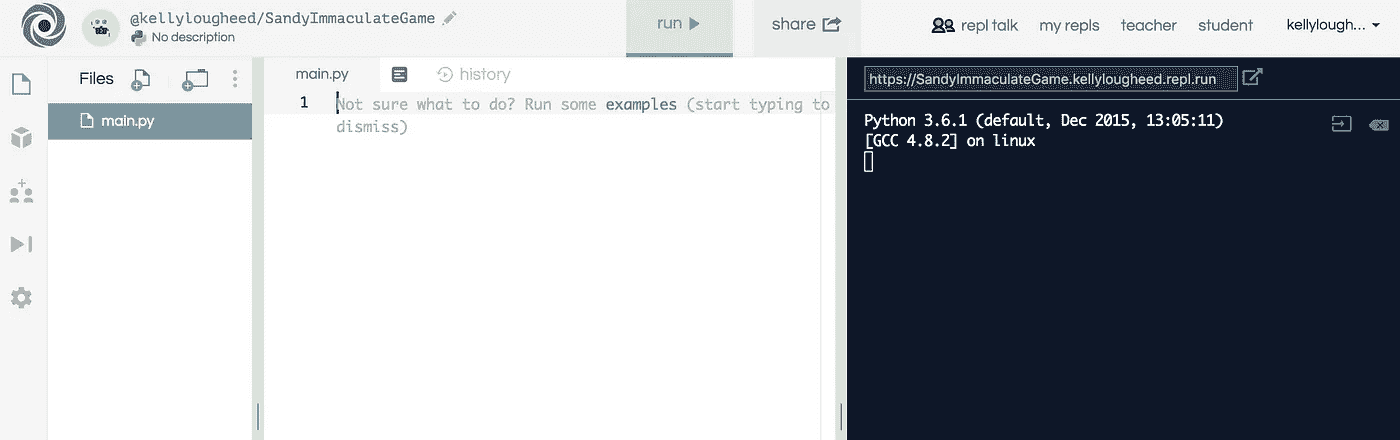 @kellylougheed/SandyImmaculateGame
No description
run
share
repl talk
my repls
teacher
student
kellylough...
Files
main.py
main.py
history
1
Not sure what to do? Run some examples (start typing to
dismiss)
https://SandyImmaculateGame.kellylougheed.repl.run
Python 3.6.1 (default, Dec 2015, 13:05:11)
[GCC 4.8.2] on linux